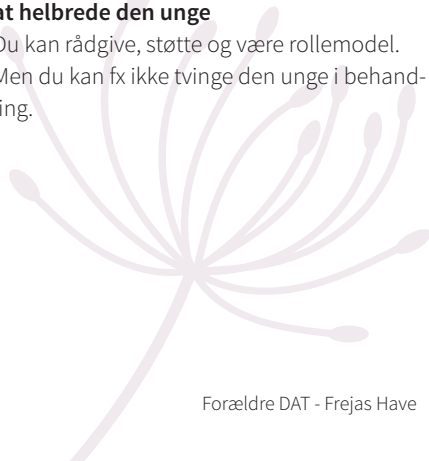 at helbrede den unge
Du kan rådgive, støtte og være rollemodel.
Men du kan fx ikke tvinge den unge i behand-
ling.
Forældre DAT - Frejas Have